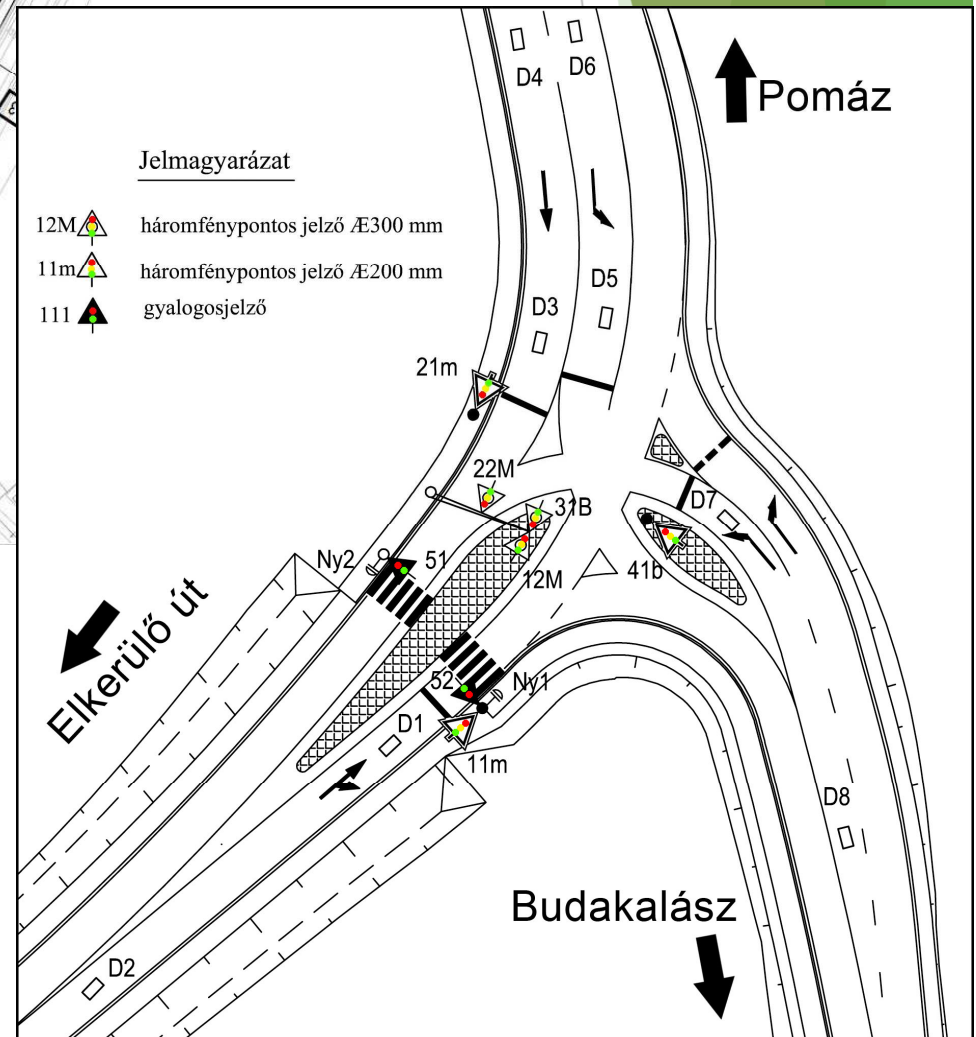 D4
D6
Pomáz
Jelmagyarázat
12M
háromfénypontos jelző Æ300 mm
11m
háromfénypontos jelző Æ200 mm
111
gyalogosjelző
D5
D3
21m
22M
31B
D7
Ny2
51
12M
41b
Elkerülő út
52
Ny1
D1
11m
D8
Budakalász
D2